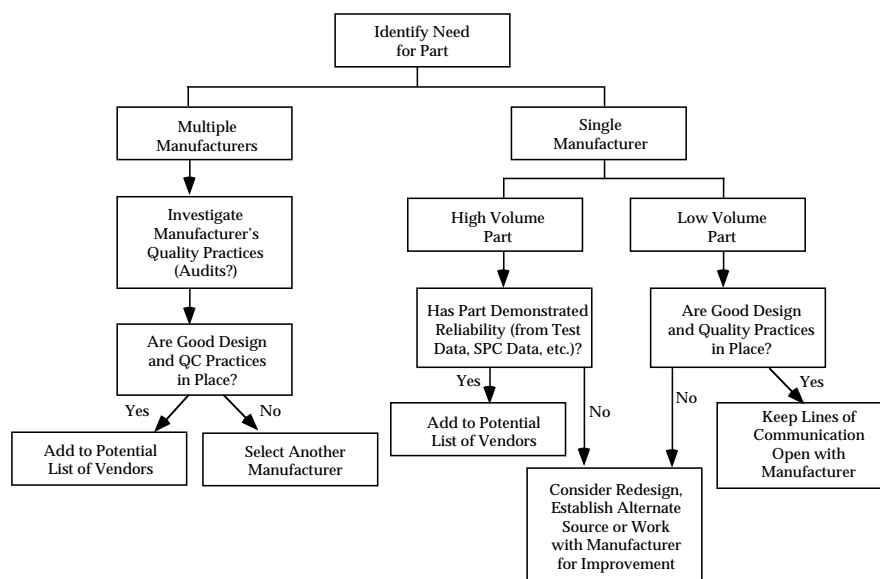 Identify Need
for Part
Multiple
Manufacturers
Single
Manufacturer
Investigate
Manufacturer's
Quality Practices
(Audits?)
High Volume
Part
Low Volume
Part
Are Good Design
and QC Practices
in Place?
Has Part Demonstrated
Reliability (from Test
Data, SPC Data, etc.)?
Are Good Design
and Quality Practices
in Place?
Yes
No
Yes
No
No
Yes
Add to Potential
List of Vendors
Select Another
Manufacturer
Add to Potential
List of Vendors
Keep Lines of
Communication
Open with
Manufacturer
Consider Redesign,
Establish Alternate
Source or Work
with Manufacturer
for Improvement